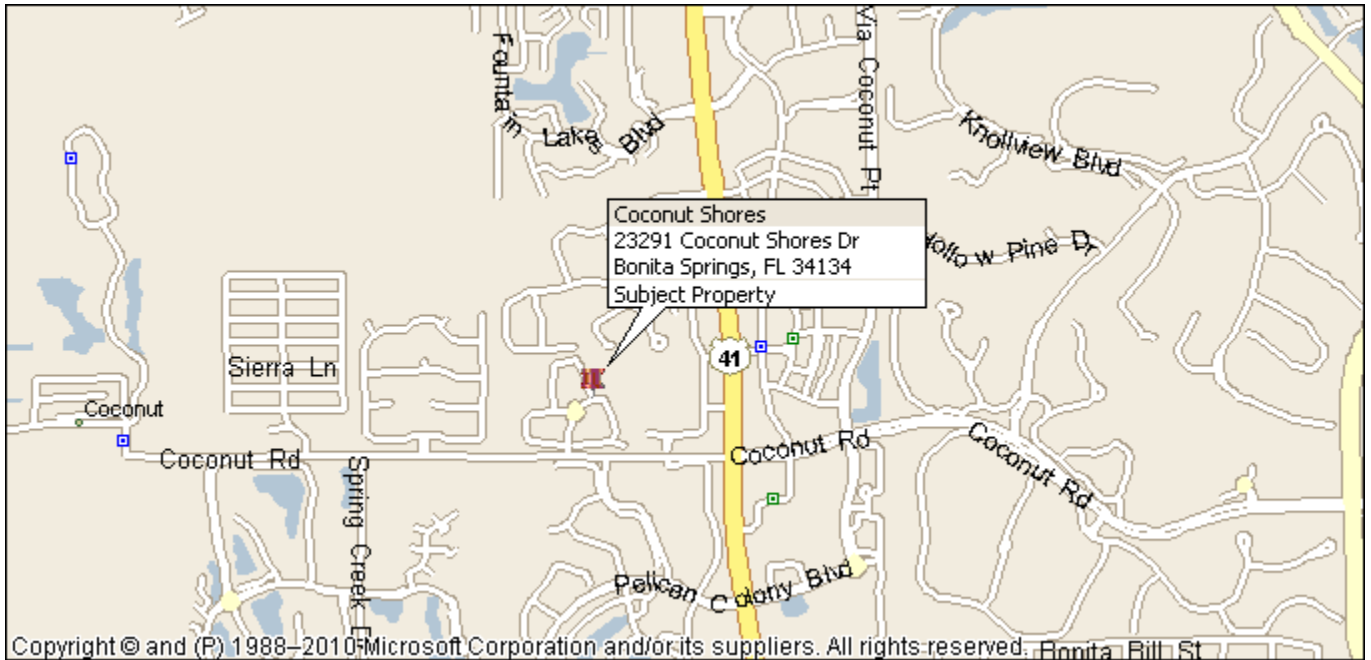 Fountain Lakes Blvd
Via Coconut Pt
Knollview Blvd
Coconut Shores
23291 Coconut Shores Dr
Bonita Springs, FL 34134
Subject Property
Hollow Pine Dr
41
Sierra Ln
Coconut
Coconut Rd
Coconut Rd
Coconut Rd
Spring Creek
Pelican Colony Blvd
Copyright © and (P) 1988–2010 Microsoft Corporation and/or its suppliers. All rights reserved.
Bonita Bill St